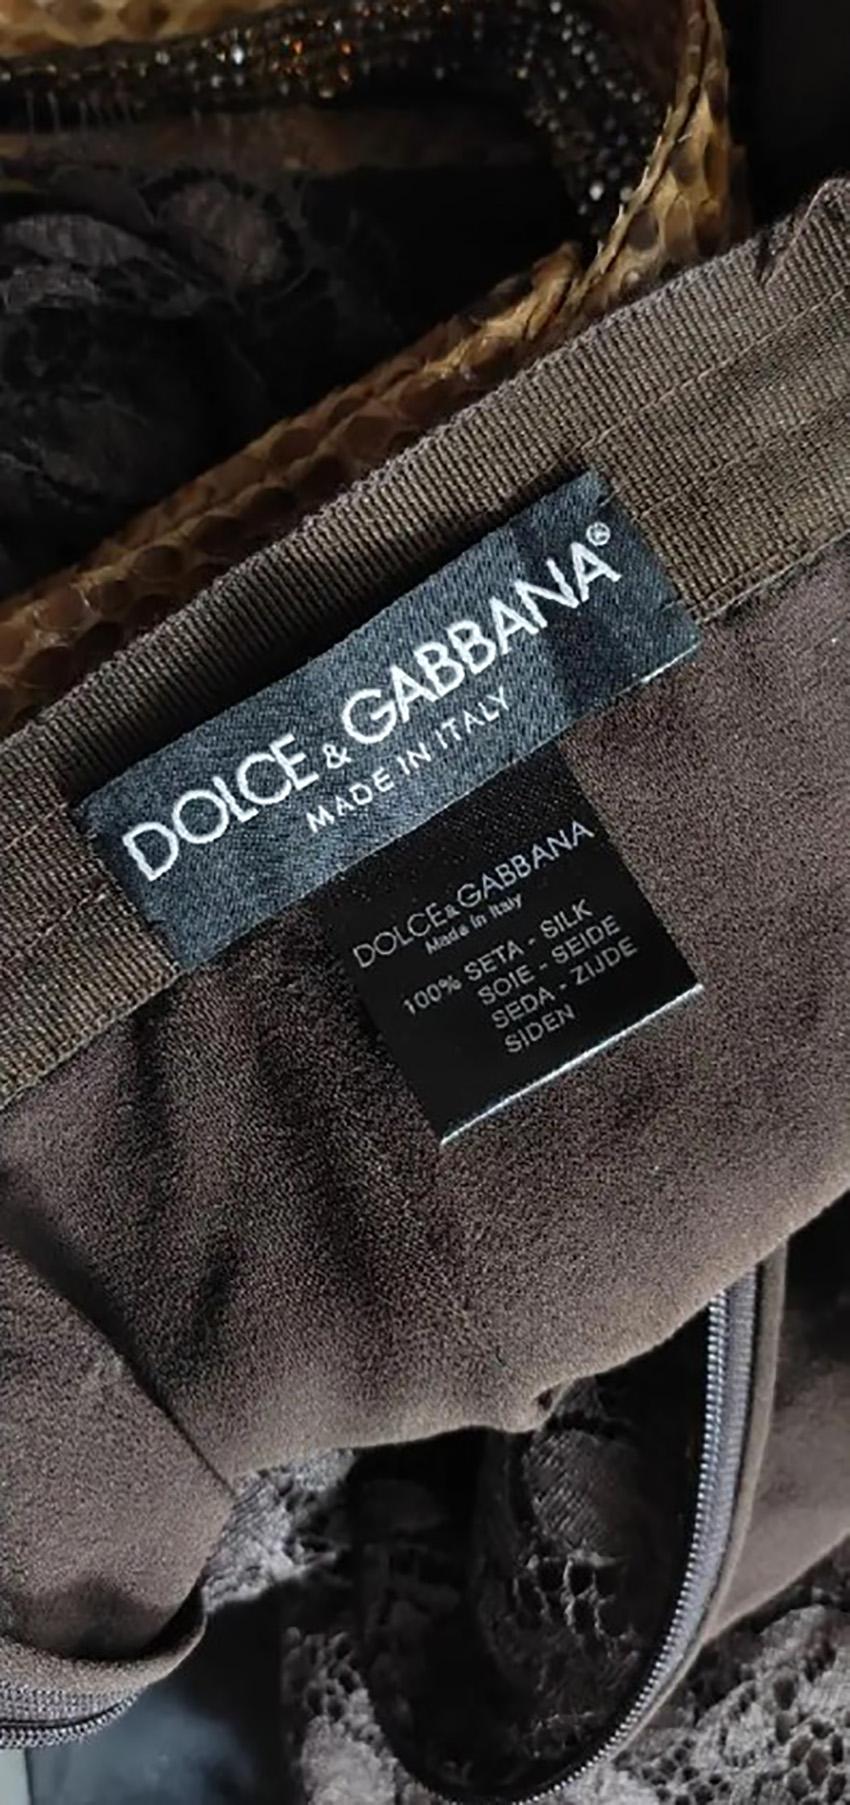 DOLCE & GABBANA®
MADE IN ITALY
DOLCE&GABBANA
Made in Italy
100% SETA - SILK
SOIE - SEIDE
SEDA - ZIJDE
SIDEN